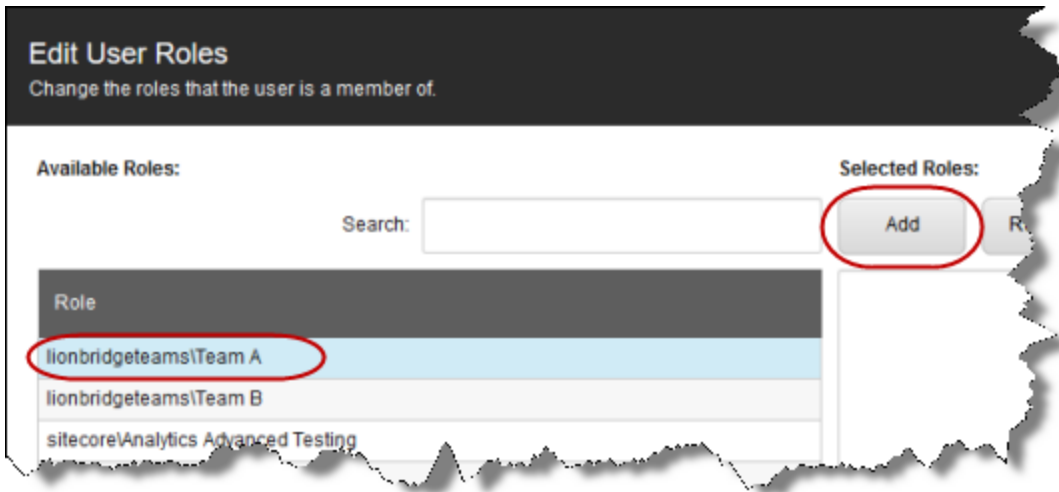 Edit User Roles
Change the roles that the user is a member of.
Available Roles:
Selected Roles:
Search:
Add
Role
lionbridgeteams\Team A
lionbridgeteams\Team B
sitecore\Analytics Advanced Testing